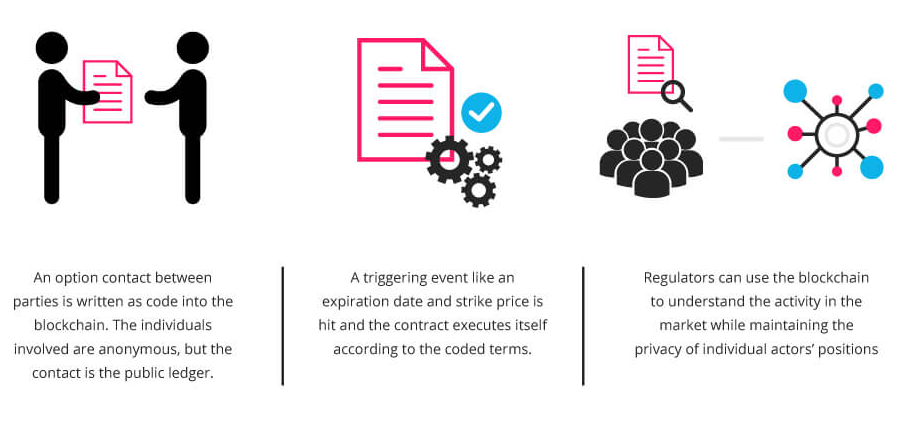 An option contact between
parties is written as code into the
blockchain. The individuals
involved are anonymous, but the
contact is the public ledger.
A triggering event like an
expiration date and strike price is
hit and the contract executes itself
according to the coded terms.
Regulators can use the blockchain
to understand the activity in the
market while maintaining the
privacy of individual actors’ positions